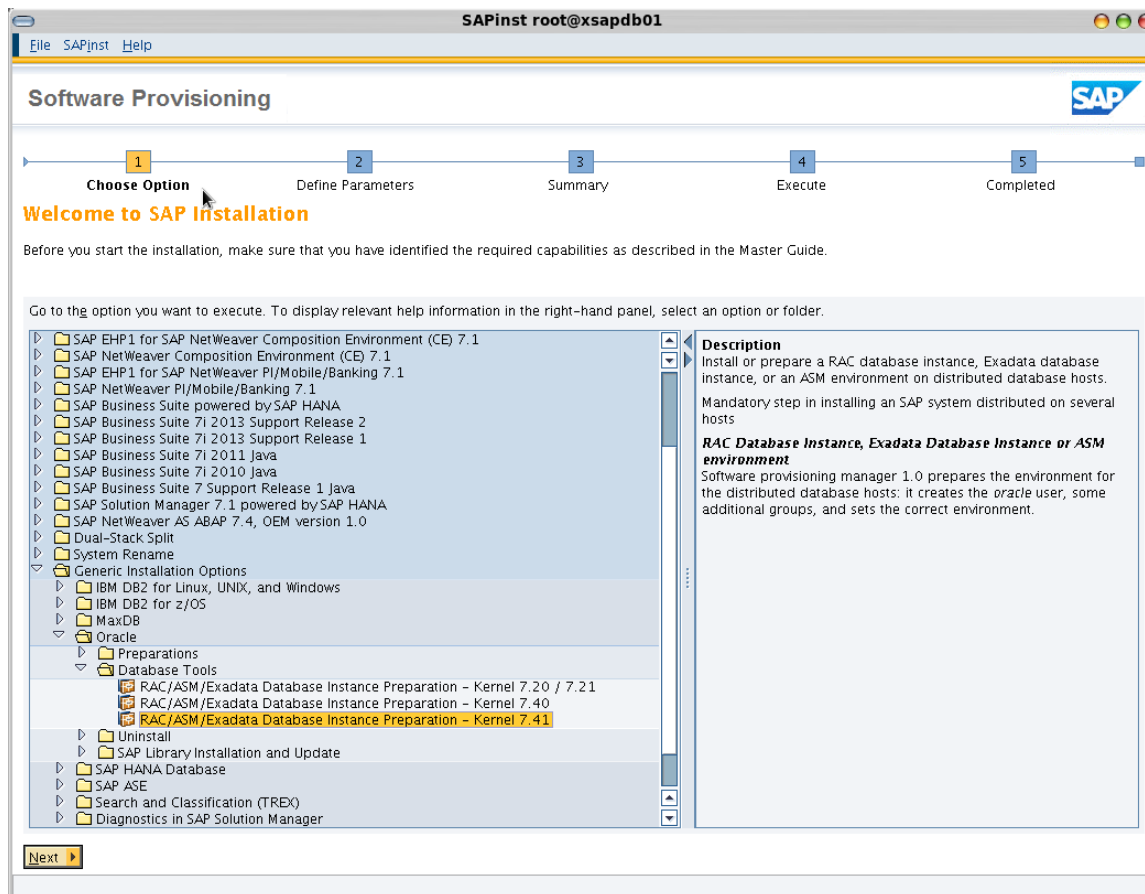 SAPinst root@xsapdb01
File SAPinst Help
Software Provisioning
SAP
1 2 3 4 5
Choose Option Define Parameters Summary Execute Completed
Welcome to SAP Installation
Before you start the installation, make sure that you have identified the required capabilities as described in the Master Guide.
Go to the option you want to execute. To display relevant help information in the right-hand panel, select an option or folder.
SAP EHP1 for SAP NetWeaver Composition Environment (CE) 7.1
SAP NetWeaver Composition Environment (CE) 7.1
SAP EHP1 for SAP NetWeaver PI/Mobile/Banking 7.1
SAP NetWeaver PI/Mobile/Banking 7.1
SAP Business Suite powered by SAP HANA
SAP Business Suite 7i 2013 Support Release 2
SAP Business Suite 7i 2013 Support Release 1
SAP Business Suite 7i 2011 Java
SAP Business Suite 7i 2010 Java
SAP Business Suite 7 Support Release 1 Java
SAP Solution Manager 7.1 powered by SAP HANA
SAP NetWeaver AS ABAP 7.4, OEM version 1.0
Dual-Stack Split
System Rename
Generic Installation Options
IBM DB2 for Linux, UNIX, and Windows
IBM DB2 for z/OS
MaxDB
Oracle
Preparations
Database Tools
RAC/ASM/Exadata Database Instance Preparation - Kernel 7.20 / 7.21
RAC/ASM/Exadata Database Instance Preparation - Kernel 7.40
RAC/ASM/Exadata Database Instance Preparation - Kernel 7.41
Uninstall
SAP Library Installation and Update
SAP HANA Database
SAP ASE
Search and Classification (TREX)
Diagnostics in SAP Solution Manager
Description
Install or prepare a RAC database instance, Exadata database
instance, or an ASM environment on distributed database hosts.
Mandatory step in installing an SAP system distributed on several
hosts
RAC Database Instance, Exadata Database Instance or ASM
environment
Software provisioning manager 1.0 prepares the environment for
the distributed database hosts: it creates the oracle user, some
additional groups, and sets the correct environment.
Next